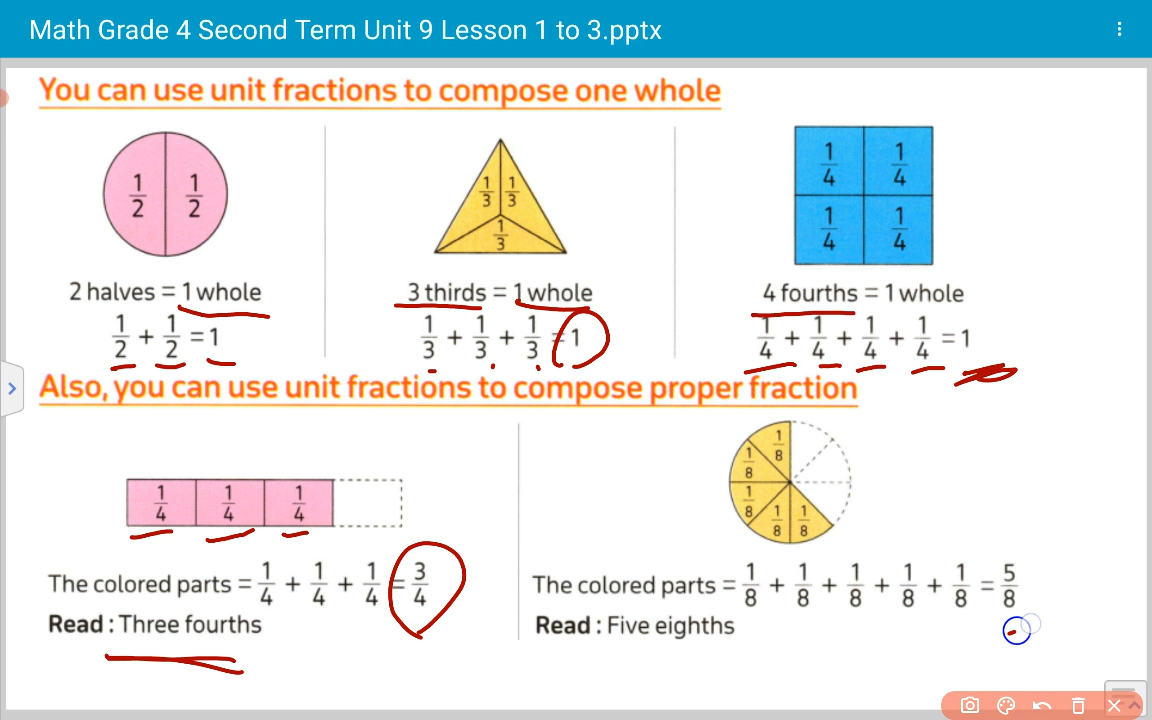 Math Grade 4 Second Term Unit 9 Lesson 1 to 3.pptx
You can use unit fractions to compose one whole
1/2 1/2
1/3 1/3
1/3
1/4 1/4
1/4 1/4
2 halves = 1 whole
1/2 + 1/2 = 1
3 thirds = 1 whole
1/3 + 1/3 + 1/3 = 1
4 fourths = 1 whole
1/4 + 1/4 + 1/4 + 1/4 = 1
Also, you can use unit fractions to compose proper fraction
1/4 1/4 1/4
The colored parts = 1/4 + 1/4 + 1/4 = 3/4
Read : Three fourths
1/8
1/8
1/8
1/8 1/8
The colored parts = 1/8 + 1/8 + 1/8 + 1/8 + 1/8 = 5/8
Read : Five eighths